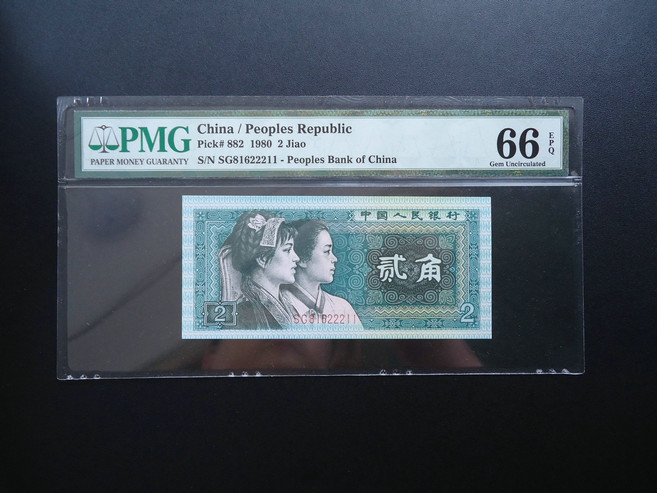 PMG
PAPER MONEY GUARANTY
China / Peoples Republic
Pick# 882 1980 2 Jiao
S/N SG81622211 - Peoples Bank of China
66 EPQ
Gem Uncirculated
中国人民银行
贰角
2
SG81622211
2